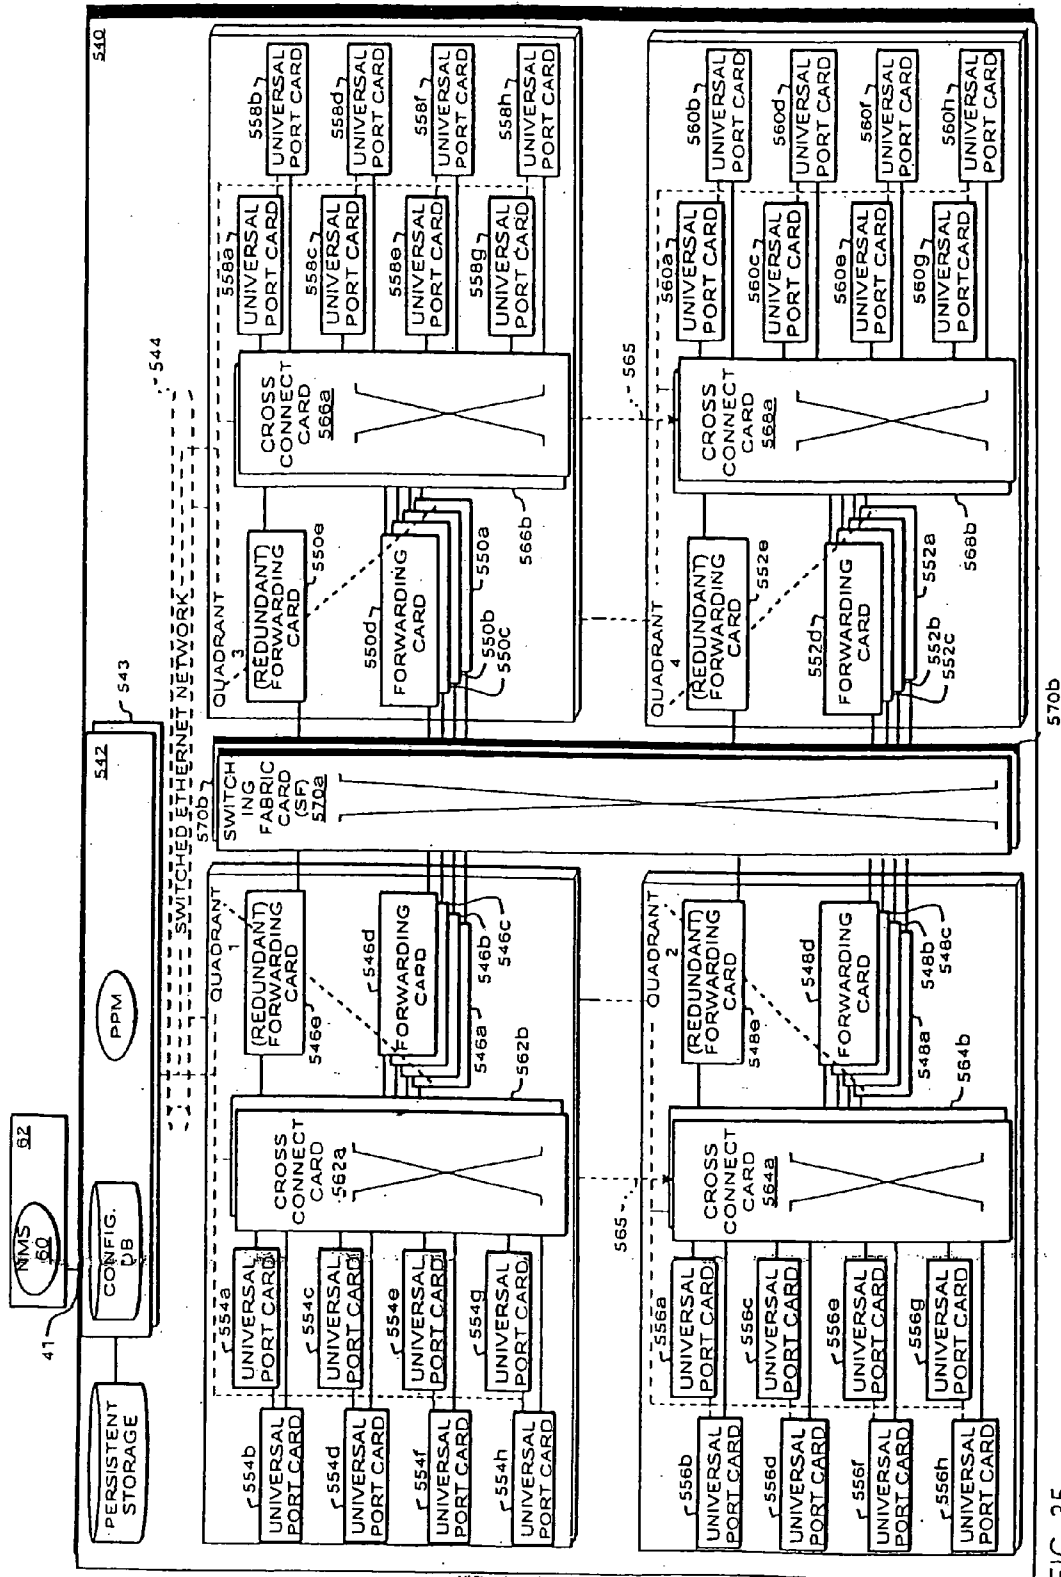 NMS
60
62
41
PERSISTENT
STORAGE
CONFIG.
DB
PPM
542
543
540
544
SWITCHED ETHERNET NETWORK
QUADRANT
1
554a
UNIVERSAL
PORT CARD
554b
UNIVERSAL
PORT CARD
554c
UNIVERSAL
PORT CARD
554d
UNIVERSAL
PORT CARD
554e
UNIVERSAL
PORT CARD
554f
UNIVERSAL
PORT CARD
554g
UNIVERSAL
PORT CARD
554h
UNIVERSAL
PORT CARD
CROSS
CONNECT
CARD
562a
562b
(REDUNDANT)
FORWARDING
CARD
546e
546d
FORWARDING
CARD
546a
546b
546c
570b
SWITCH
ING
FABRIC
CARD
(SF)
570a
570b
QUADRANT
3
(REDUNDANT)
FORWARDING
CARD
550e
550d
FORWARDING
CARD
550a
550b
550c
CROSS
CONNECT
CARD
566a
566b
558a
UNIVERSAL
PORT CARD
558b
UNIVERSAL
PORT CARD
558c
UNIVERSAL
PORT CARD
558d
UNIVERSAL
PORT CARD
558e
UNIVERSAL
PORT CARD
558f
UNIVERSAL
PORT CARD
558g
UNIVERSAL
PORT CARD
558h
UNIVERSAL
PORT CARD
565
565
QUADRANT
2
556a
UNIVERSAL
PORT CARD
556b
UNIVERSAL
PORT CARD
556c
UNIVERSAL
PORT CARD
556d
UNIVERSAL
PORT CARD
556e
UNIVERSAL
PORT CARD
556f
UNIVERSAL
PORT CARD
556g
UNIVERSAL
PORT CARD
556h
UNIVERSAL
PORT CARD
CROSS
CONNECT
CARD
564a
564b
(REDUNDANT)
FORWARDING
CARD
548e
548d
FORWARDING
CARD
548a
548b
548c
QUADRANT
4
(REDUNDANT)
FORWARDING
CARD
552e
552d
FORWARDING
CARD
552a
552b
552c
CROSS
CONNECT
CARD
568a
568b
560a
UNIVERSAL
PORT CARD
560b
UNIVERSAL
PORT CARD
560c
UNIVERSAL
PORT CARD
560d
UNIVERSAL
PORT CARD
560e
UNIVERSAL
PORT CARD
560f
UNIVERSAL
PORT CARD
560g
UNIVERSAL
PORTCARD
560h
UNIVERSAL
PORT CARD